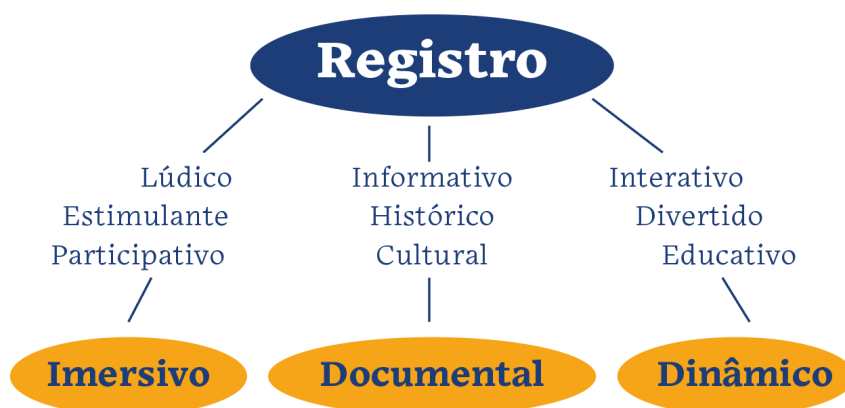 Registro
Lúdico
Estimulante
Participativo
Informativo
Histórico
Cultural
Interativo
Divertido
Educativo
Imersivo
Documental
Dinâmico